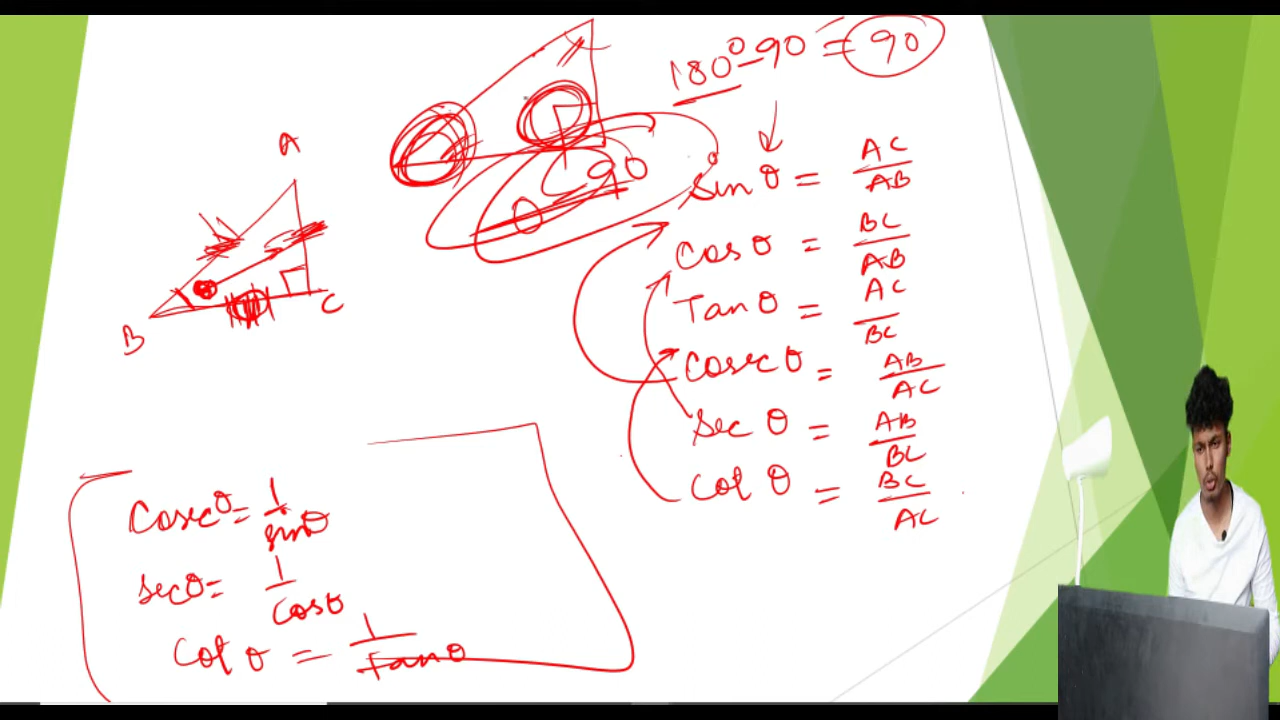 180° - 90 = 90
A
B
C
θ < 90
sin θ = AC/AB
Cos θ = BC/AB
Tan θ = AC/BC
Cosec θ = AB/AC
Sec θ = AB/BC
Cot θ = BC/AC
Cosec θ = 1/sin θ
sec θ = 1/Cos θ
Cot θ = 1/Tan θ